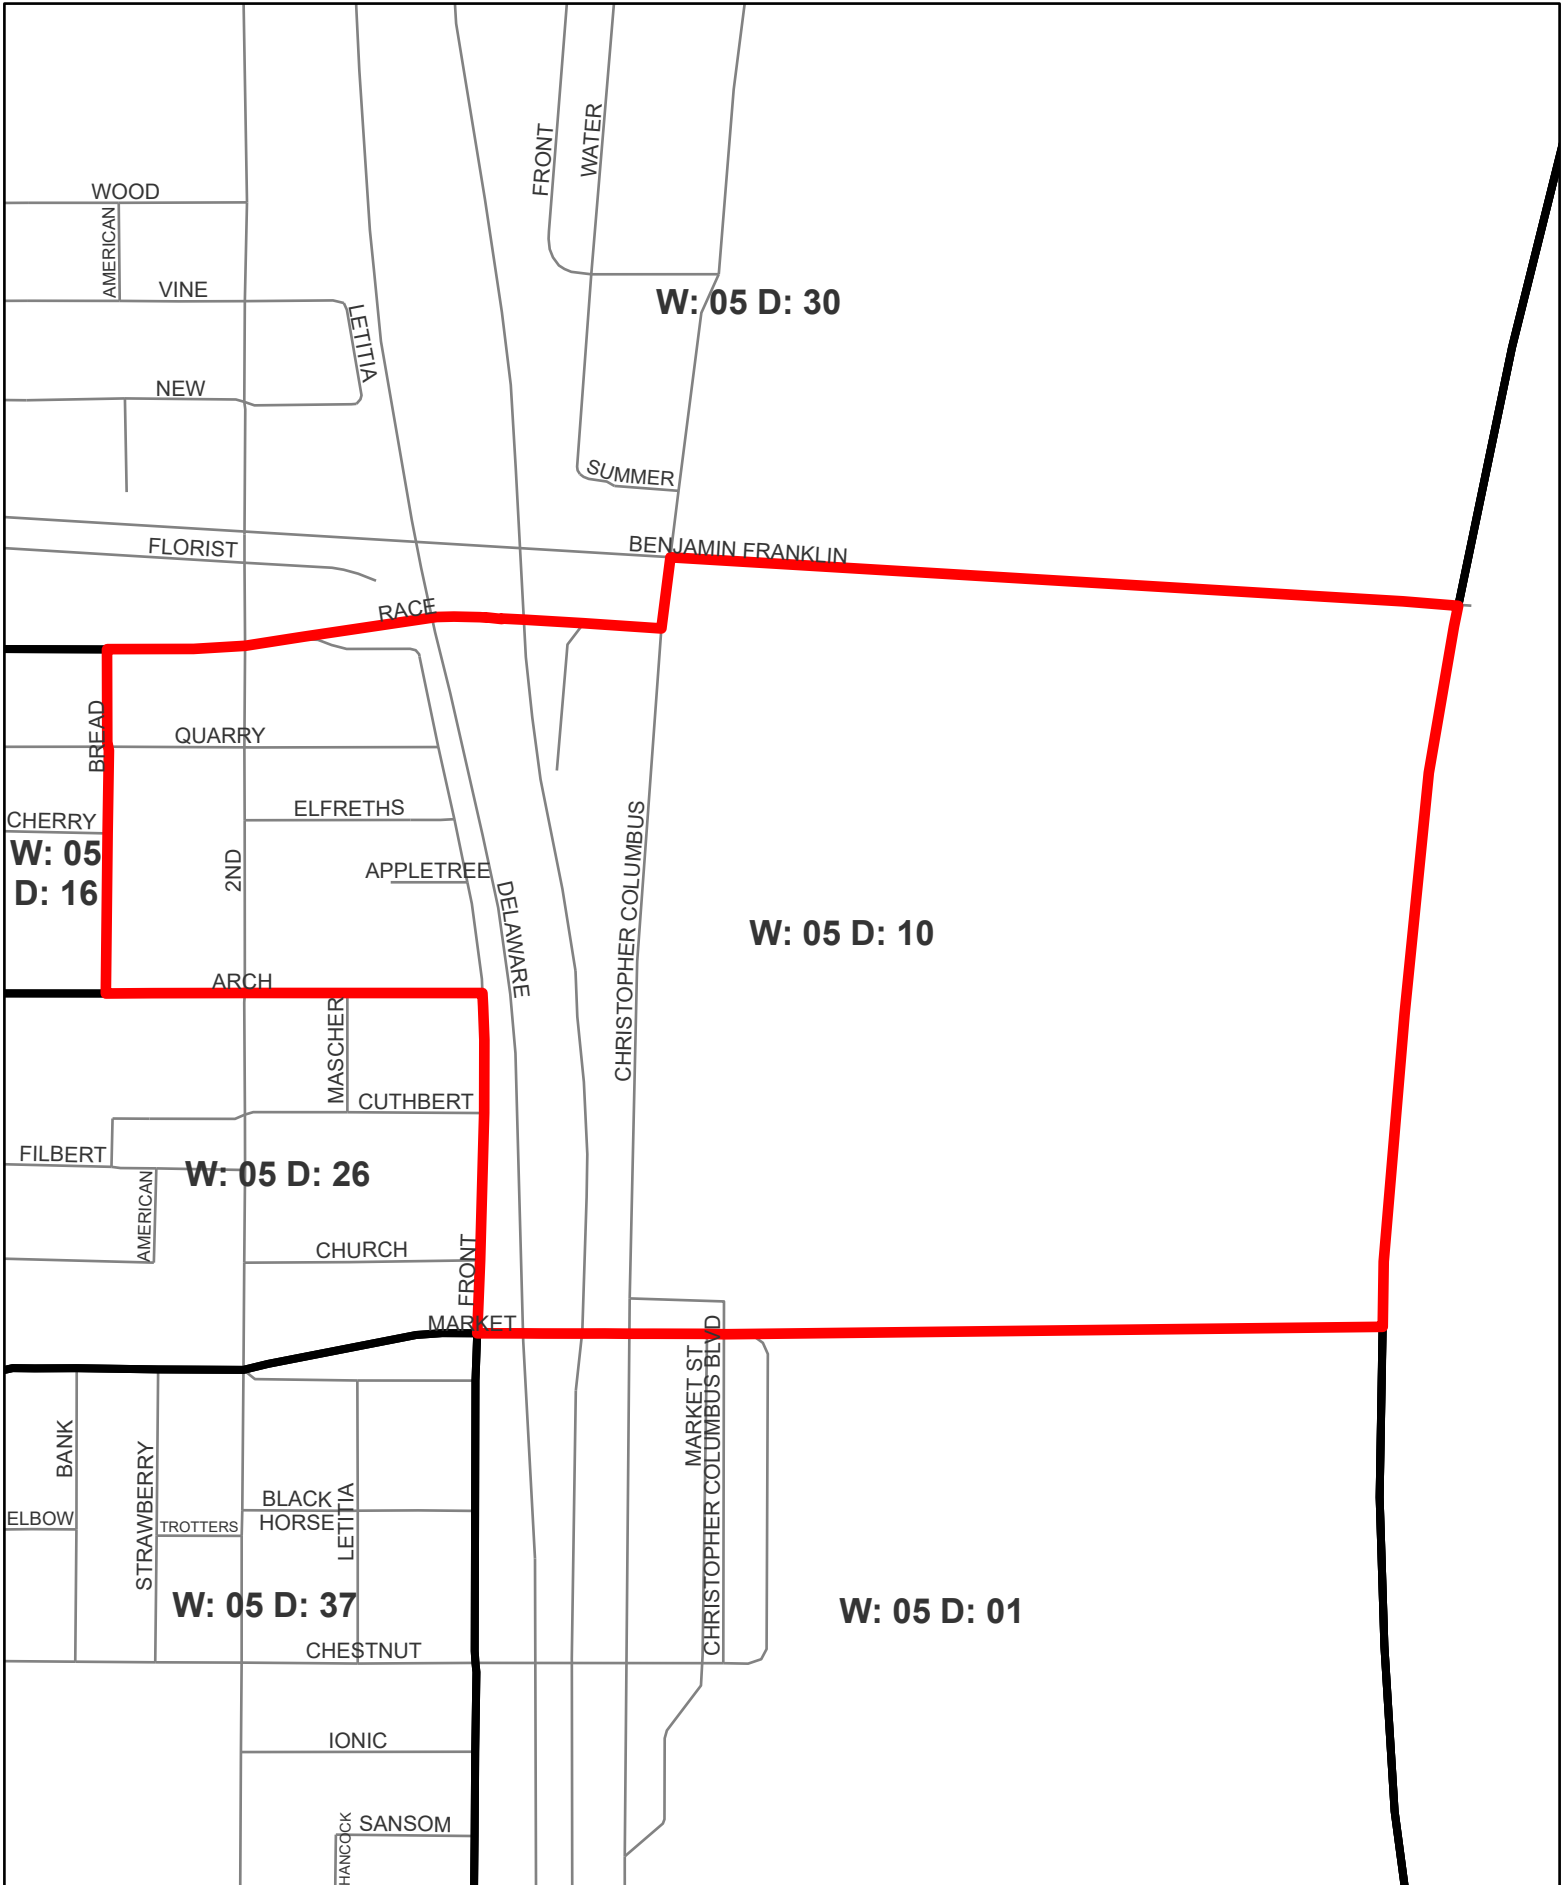 FRONT
WATER
WOOD
AMERICAN
VINE
W: 05 D: 30
LETITIA
NEW
SUMMER
FLORIST
BENJAMIN FRANKLIN
RACE
BREAD
QUARRY
ELFRETHS
CHERRY
W: 05
D: 16
2ND
APPLETREE
DELAWARE
CHRISTOPHER COLUMBUS
W: 05 D: 10
ARCH
MASCHER
CUTHBERT
FILBERT
W: 05 D: 26
AMERICAN
CHURCH
FRONT
MARKET
MARKET ST
CHRISTOPHER COLUMBUS BLVD
BANK
STRAWBERRY
BLACK
HORSE
LETITIA
ELBOW
TROTTERS
W: 05 D: 37
W: 05 D: 01
CHESTNUT
IONIC
HANCOCK
SANSOM